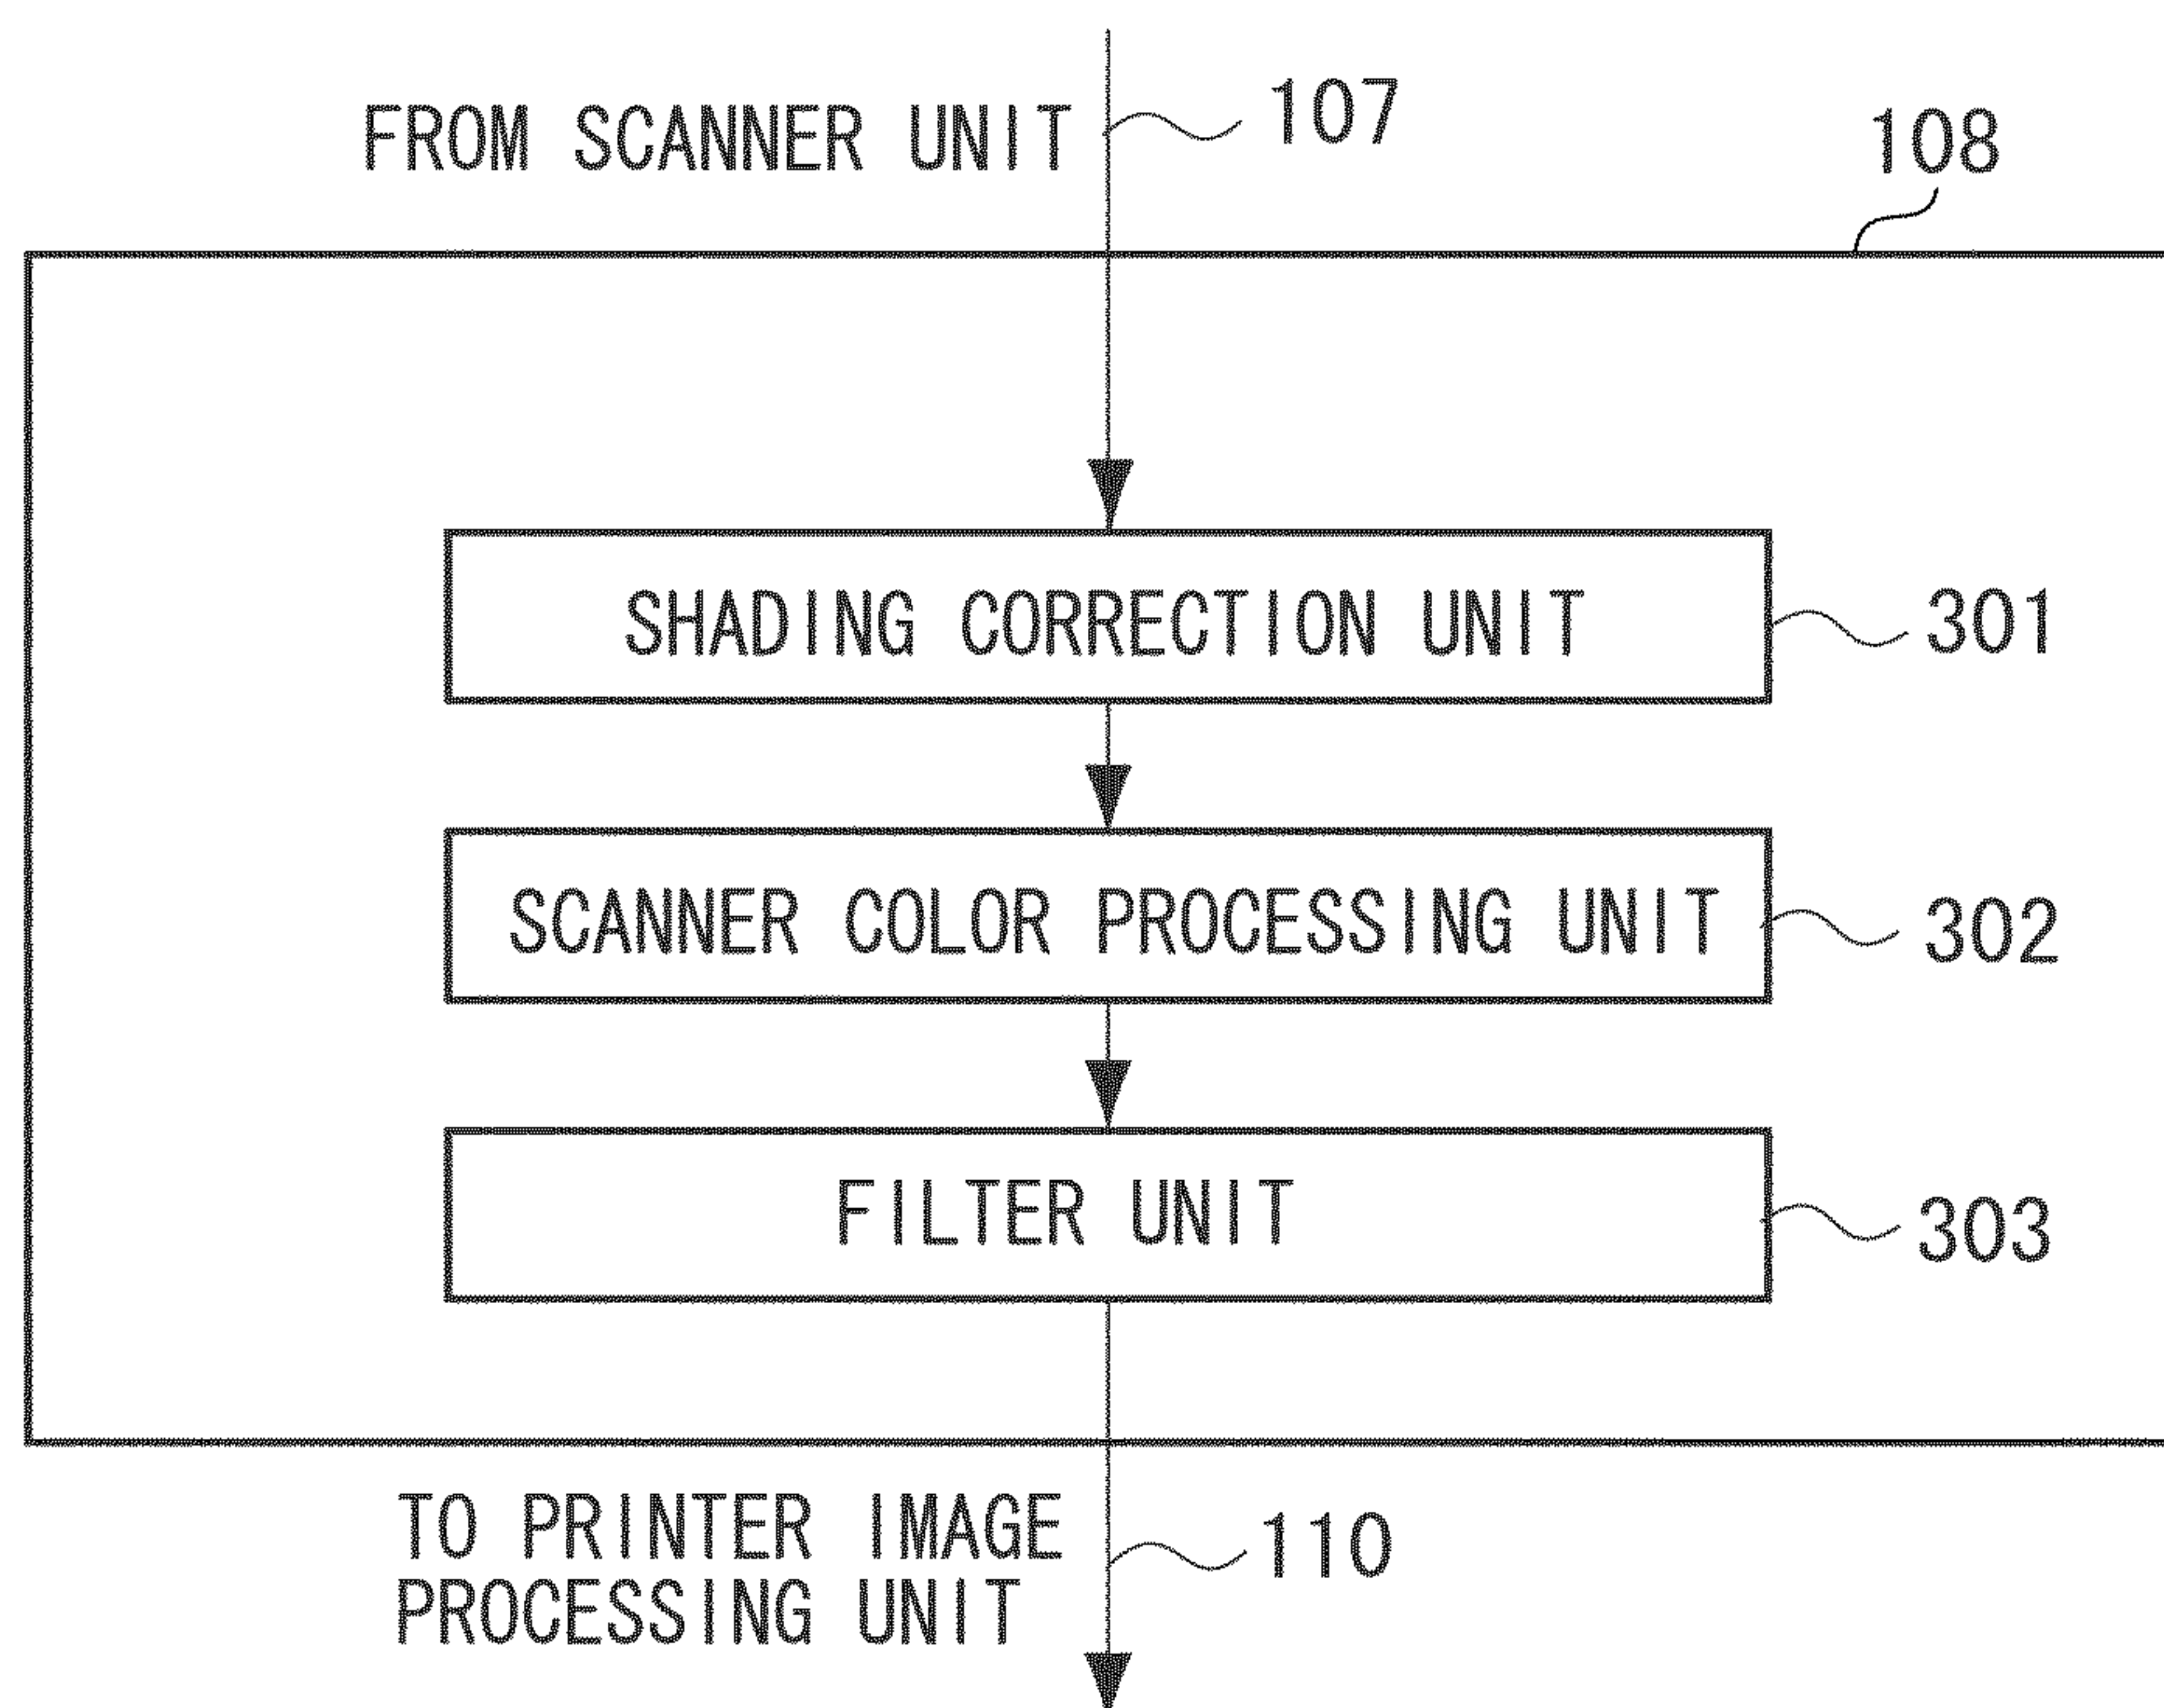 FROM SCANNER UNIT
107
108
SHADING CORRECTION UNIT
301
SCANNER COLOR PROCESSING UNIT
302
FILTER UNIT
303
TO PRINTER IMAGE
PROCESSING UNIT
110